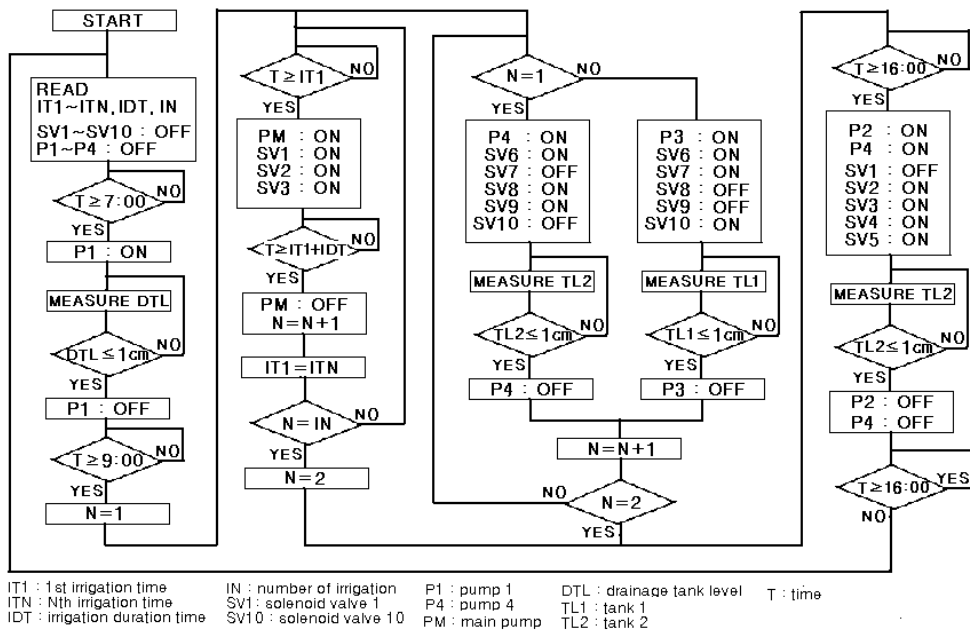 START
READ
IT1~ITN, IDT, IN
SV1~SV10 : OFF
P1~P4 : OFF
T≥7:00
NO
YES
P1 : ON
MEASURE DTL
DTL≤1cm
NO
YES
P1 : OFF
T≥9:00
NO
YES
N=1
T≥IT1
NO
YES
PM : ON
SV1 : ON
SV2 : ON
SV3 : ON
T≥IT1+IDT
NO
YES
PM : OFF
N=N+1
IT1=ITN
N=IN
NO
YES
N=2
N=1
NO
YES
P4 : ON
SV6 : ON
SV7 : OFF
SV8 : ON
SV9 : ON
SV10 : OFF
MEASURE TL2
TL2≤1cm
NO
YES
P4 : OFF
P3 : ON
SV6 : ON
SV7 : ON
SV8 : OFF
SV9 : OFF
SV10 : ON
MEASURE TL1
TL1≤1cm
NO
YES
P3 : OFF
N=N+1
N=2
NO
YES
T≥16:00
NO
YES
P2 : ON
P4 : ON
SV1 : OFF
SV2 : ON
SV3 : ON
SV4 : ON
SV5 : ON
MEASURE TL2
TL2≤1cm
NO
YES
P2 : OFF
P4 : OFF
T≥16:00
YES
NO
IT1 : 1st irrigation time
ITN : Nth irrigation time
IDT : irrigation duration time
IN : number of irrigation
SV1 : solenoid valve 1
SV10 : solenoid valve 10
P1 : pump 1
P4 : pump 4
PM : main pump
DTL : drainage tank level
TL1 : tank 1
TL2 : tank 2
T : time